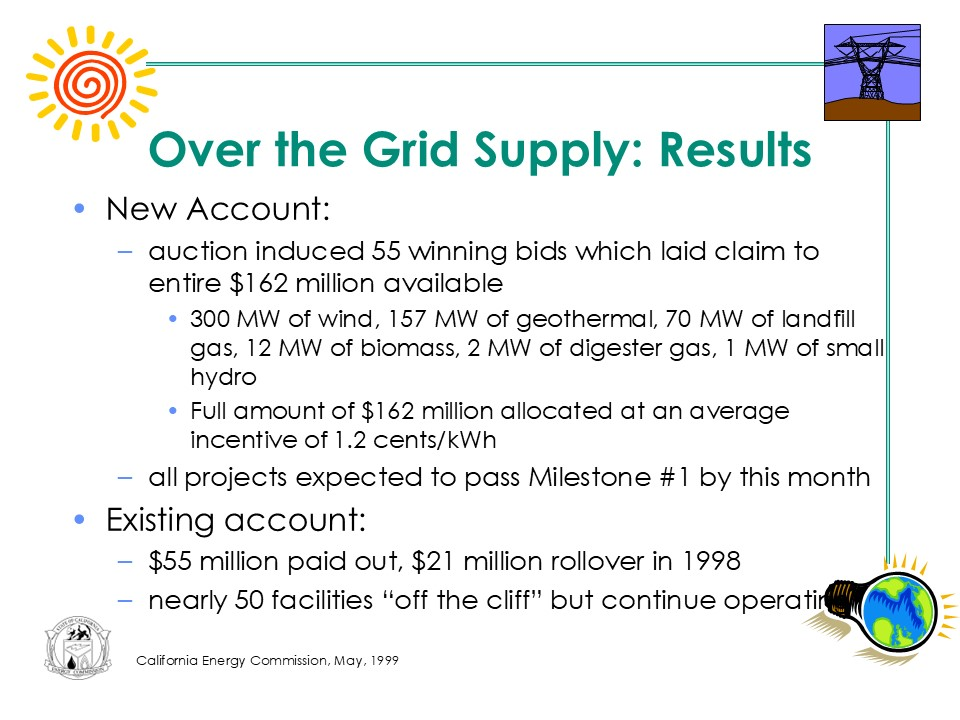 Over the Grid Supply: Results
• New Account:
– auction induced 55 winning bids which laid claim to
entire $162 million available
• 300 MW of wind, 157 MW of geothermal, 70 MW of landfill
gas, 12 MW of biomass, 2 MW of digester gas, 1 MW of small
hydro
• Full amount of $162 million allocated at an average
incentive of 1.2 cents/kWh
– all projects expected to pass Milestone #1 by this month
• Existing account:
– $55 million paid out, $21 million rollover in 1998
– nearly 50 facilities “off the cliff” but continue
STATE OF CALIFORNIA
ENERGY COMMISSION
California Energy Commission, May, 1999